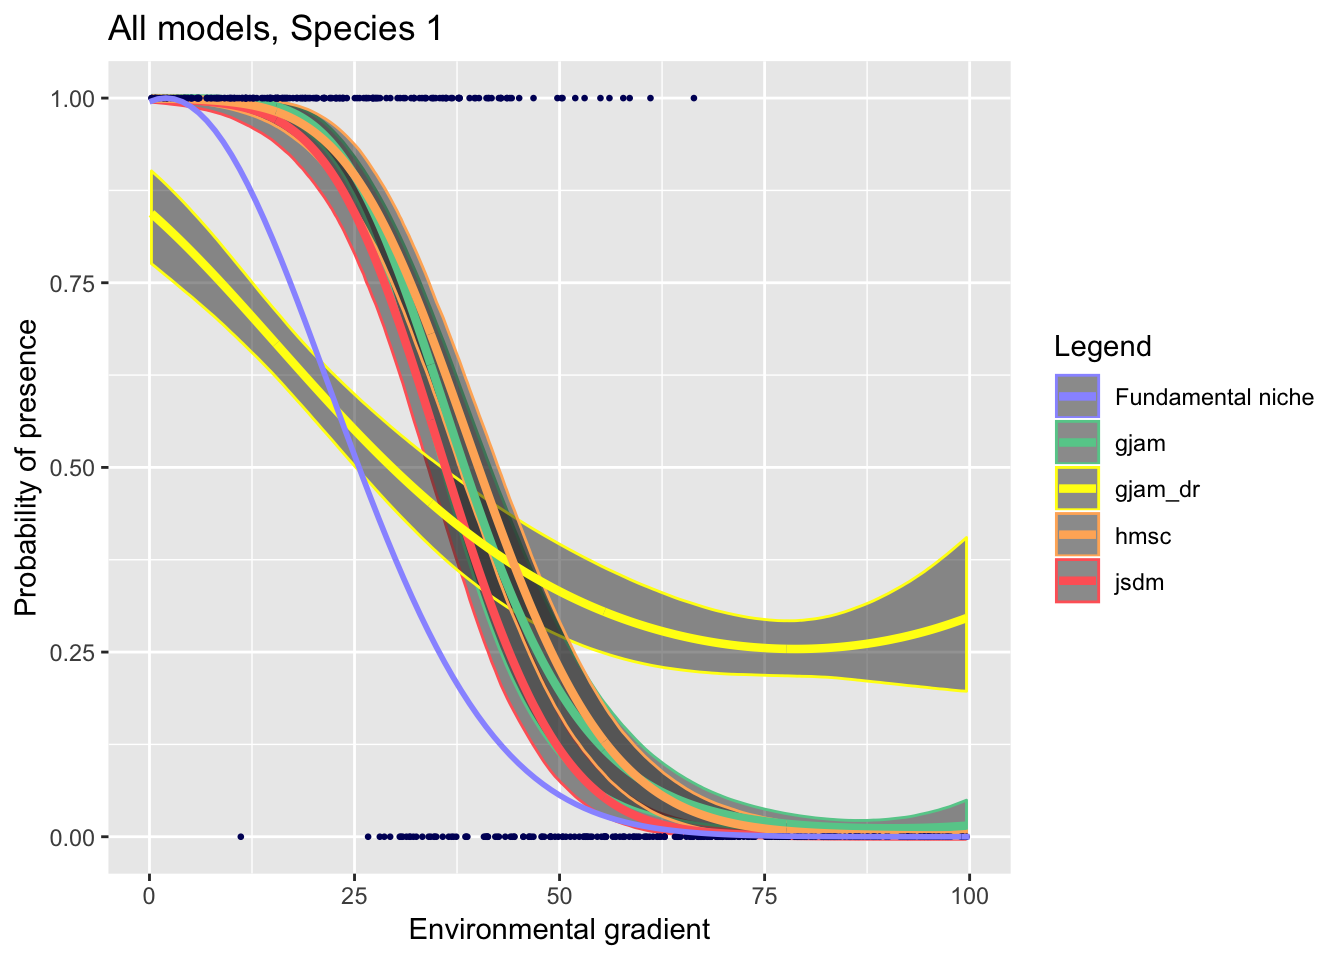 All models, Species 1
Probability of presence
1.00
0.75
0.50
0.25
0.00
0
25
50
75
100
Environmental gradient
Legend
Fundamental niche
gjam
gjam_dr
hmsc
jsdm